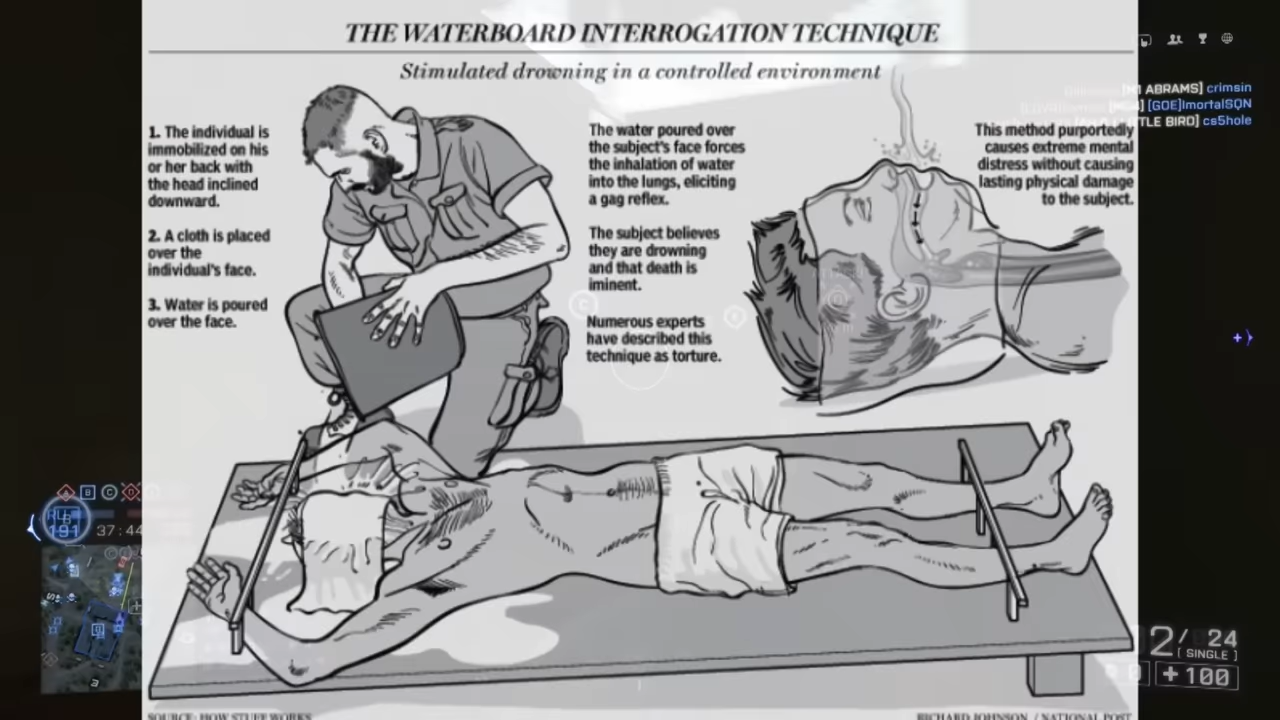 THE WATERBOARD INTERROGATION TECHNIQUE
Stimulated drowning in a controlled environment
1. The individual is
immobilized on his
or her back with
the head inclined
downward.
2. A cloth is placed
over the
individual's face.
3. Water is poured
over the face.
The water poured over
the subject's face forces
the inhalation of water
into the lungs, eliciting
a gag reflex.
The subject believes
they are drowning
and that death is
iminent.
Numerous experts
have described this
technique as torture.
This method purportedly
causes extreme mental
distress without causing
lasting physical damage
to the subject.
[M1 ABRAMS] crimsin
[GOE]ImortalSQN
TTLE BIRD] cs5hole
B C D
191 37:44
2/ 24
[ SINGLE ]
+100
SOURCE: HOW STUFF WORKS
RICHARD JOHNSON / NATIONAL POST